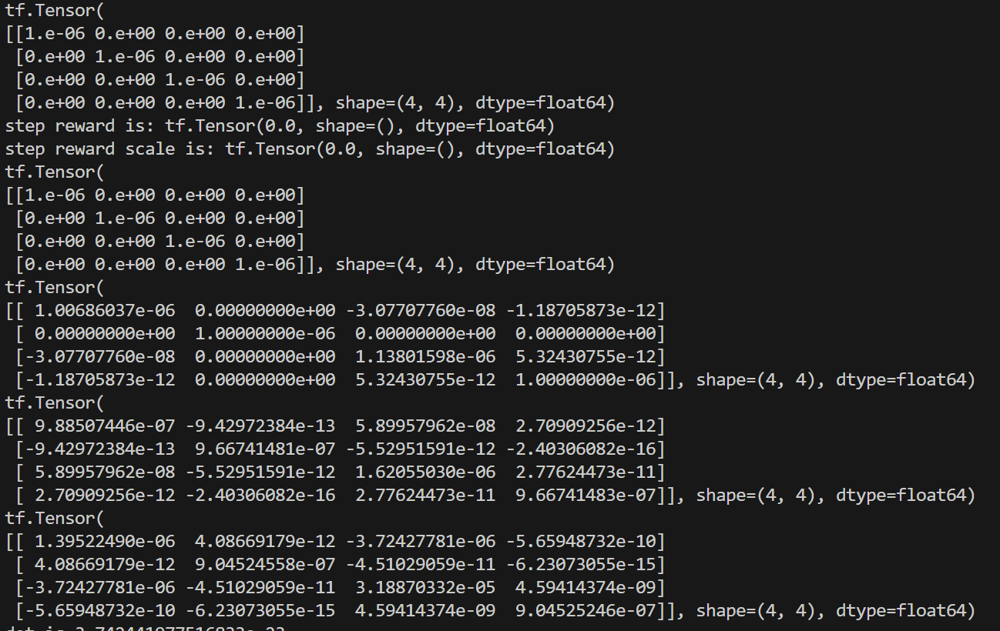 tf.Tensor(
[[1.e-06 0.e+00 0.e+00 0.e+00]
 [0.e+00 1.e-06 0.e+00 0.e+00]
 [0.e+00 0.e+00 1.e-06 0.e+00]
 [0.e+00 0.e+00 0.e+00 1.e-06]], shape=(4, 4), dtype=float64)
step reward is: tf.Tensor(0.0, shape=(), dtype=float64)
step reward scale is: tf.Tensor(0.0, shape=(), dtype=float64)
tf.Tensor(
[[1.e-06 0.e+00 0.e+00 0.e+00]
 [0.e+00 1.e-06 0.e+00 0.e+00]
 [0.e+00 0.e+00 1.e-06 0.e+00]
 [0.e+00 0.e+00 0.e+00 1.e-06]], shape=(4, 4), dtype=float64)
tf.Tensor(
[[ 1.00686037e-06  0.00000000e+00 -3.07707760e-08 -1.18705873e-12]
 [ 0.00000000e+00  1.00000000e-06  0.00000000e+00  0.00000000e+00]
 [-3.07707760e-08  0.00000000e+00  1.13801598e-06  5.32430755e-12]
 [-1.18705873e-12  0.00000000e+00  5.32430755e-12  1.00000000e-06]], shape=(4, 4), dtype=float64)
tf.Tensor(
[[ 9.88507446e-07 -9.42972384e-13  5.89957962e-08  2.70909256e-12]
 [-9.42972384e-13  9.66741481e-07 -5.52951591e-12 -2.40306082e-16]
 [ 5.89957962e-08 -5.52951591e-12  1.62055030e-06  2.77624473e-11]
 [ 2.70909256e-12 -2.40306082e-16  2.77624473e-11  9.66741483e-07]], shape=(4, 4), dtype=float64)
tf.Tensor(
[[ 1.39522490e-06  4.08669179e-12 -3.72427781e-06 -5.65948732e-10]
 [ 4.08669179e-12  9.04524558e-07 -4.51029059e-11 -6.23073055e-15]
 [-3.72427781e-06 -4.51029059e-11  3.18870332e-05  4.59414374e-09]
 [-5.65948732e-10 -6.23073055e-15  4.59414374e-09  9.04525246e-07]], shape=(4, 4), dtype=float64)